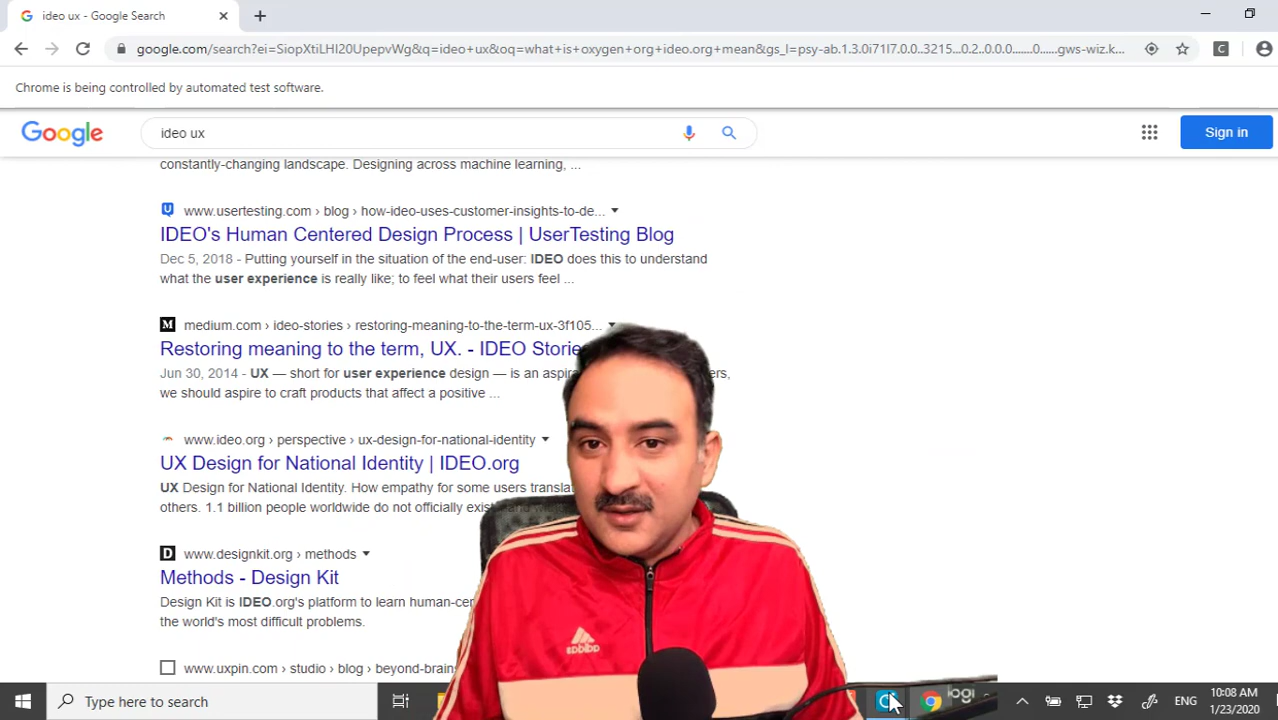 ideo ux - Google Search
google.com/search?ei=SiopXtiLHI20UpepvWg&q=ideo+ux&oq=what+is+oxygen+org+ideo.org+mean&gs_l=psy-ab.1.3.0i71l7.0.0..3215...0.2..0.0.0.......0......gws-wiz.k...
Chrome is being controlled by automated test software.
Google
ideo ux
Sign in
constantly-changing landscape. Designing across machine learning, ...
www.usertesting.com › blog › how-ideo-uses-customer-insights-to-de...
IDEO's Human Centered Design Process | UserTesting Blog
Dec 5, 2018 - Putting yourself in the situation of the end-user: IDEO does this to understand
what the user experience is really like; to feel what their users feel ...
medium.com › ideo-stories › restoring-meaning-to-the-term-ux-3f105...
Restoring meaning to the term, UX. - IDEO Storie
Jun 30, 2014 - UX — short for user experience design — is an aspi ers,
we should aspire to craft products that affect a positive ...
www.ideo.org › perspective › ux-design-for-national-identity
UX Design for National Identity | IDEO.org
UX Design for National Identity. How empathy for some users transla
others. 1.1 billion people worldwide do not officially exis
www.designkit.org › methods
Methods - Design Kit
Design Kit is IDEO.org's platform to learn human-cen
the world's most difficult problems.
www.uxpin.com › studio › blog › beyond-brains
adidas
Type here to search
logi
ENG
10:08 AM
1/23/2020